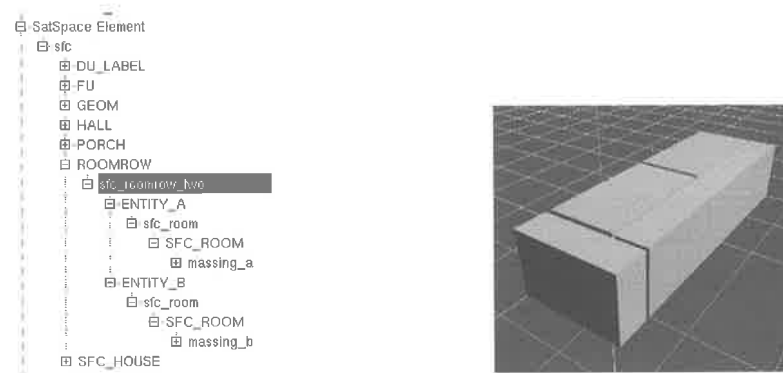 SatSpace Element
sfc
DU_LABEL
FU
GEOM
HALL
PORCH
ROOMROW
sfc_roomrow_two
ENTITY_A
sfc_room
SFC_ROOM
massing_a
ENTITY_B
sfc_room
SFC_ROOM
massing_b
SFC_HOUSE